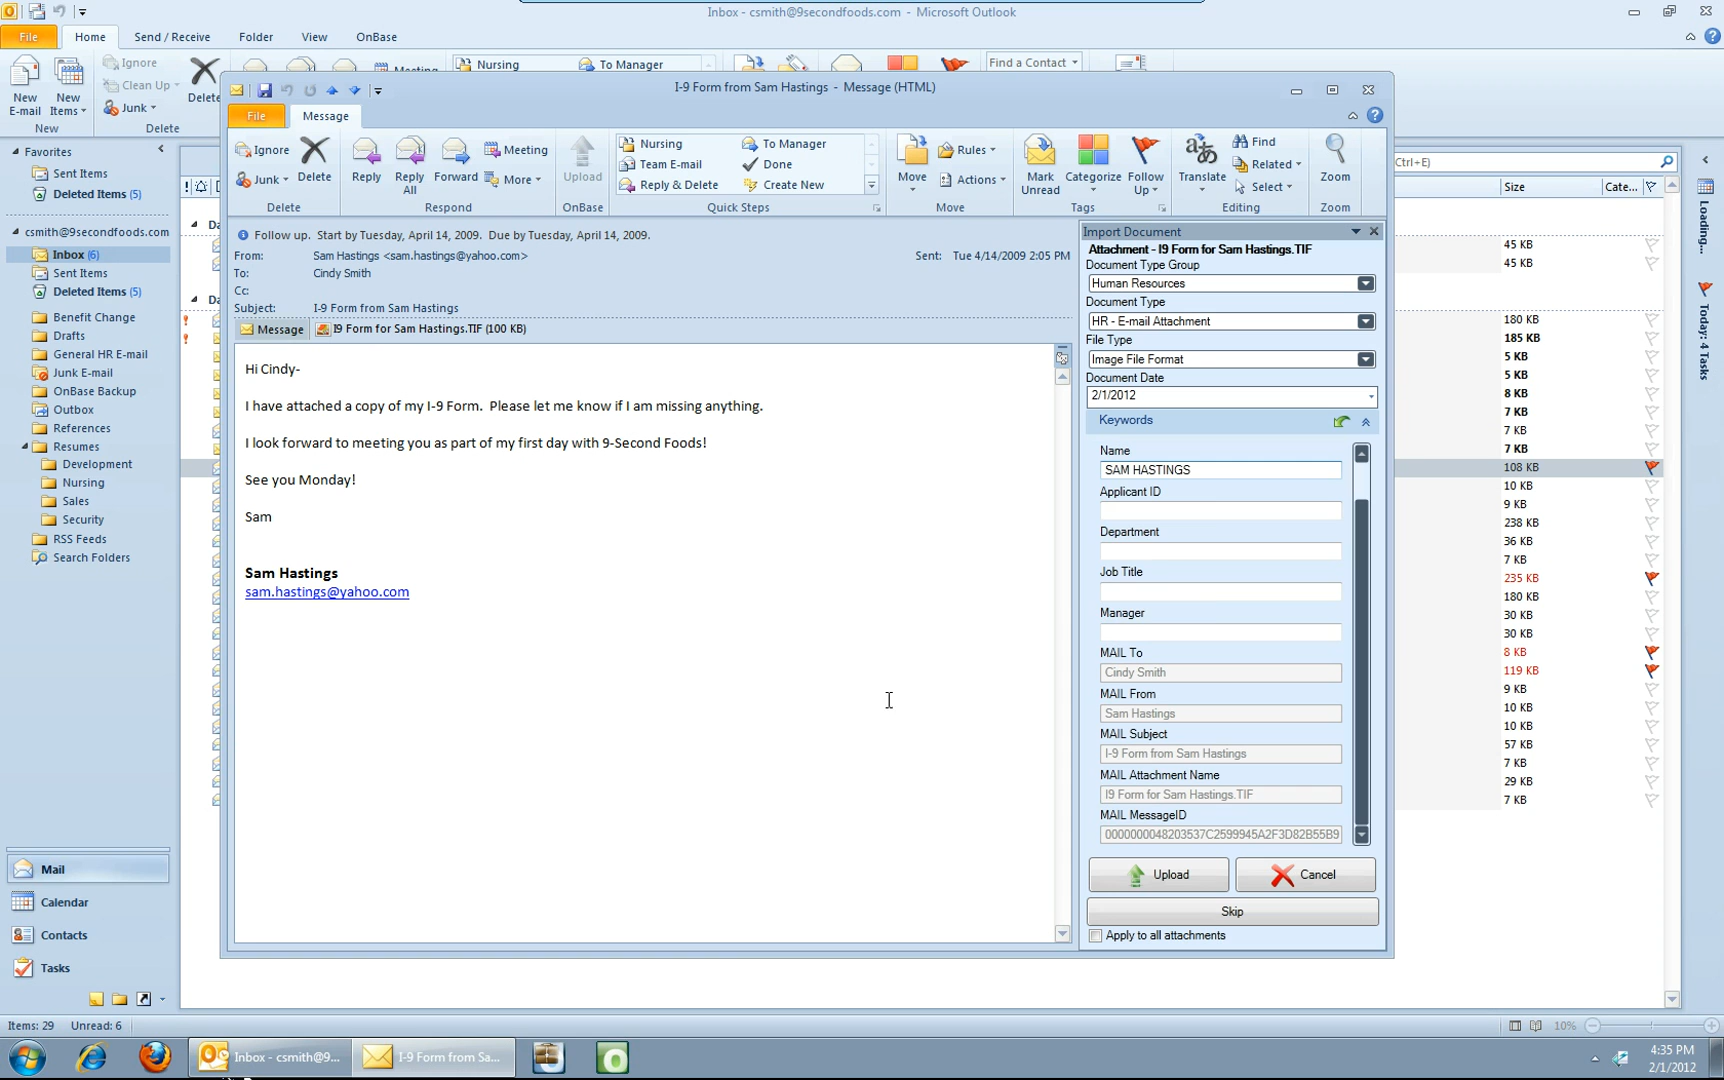 Inbox - csmith@9secondfoods.com - Microsoft Outlook
File Home Send / Receive Folder View OnBase
Ignore
Clean Up
Junk
New E-mail
New Items
Delete
New Delete
Meeting
Nursing
To Manager
Find a Contact
I-9 Form from Sam Hastings - Message (HTML)
File Message
Ignore
Junk
Delete
Reply
Reply All
Forward
Meeting
More
Upload
Nursing
Team E-mail
Reply & Delete
To Manager
Done
Create New
Move
Rules
Actions
Mark Unread
Categorize
Follow Up
Translate
Find
Related
Select
Zoom
Delete Respond OnBase Quick Steps Move Tags Editing Zoom
Follow up. Start by Tuesday, April 14, 2009. Due by Tuesday, April 14, 2009.
From: Sam Hastings <sam.hastings@yahoo.com>
Sent: Tue 4/14/2009 2:05 PM
To: Cindy Smith
Cc:
Subject: I-9 Form from Sam Hastings
Message I9 Form for Sam Hastings.TIF (100 KB)
Hi Cindy-
I have attached a copy of my I-9 Form. Please let me know if I am missing anything.
I look forward to meeting you as part of my first day with 9-Second Foods!
See you Monday!
Sam
Sam Hastings
sam.hastings@yahoo.com
Import Document
Attachment - I9 Form for Sam Hastings.TIF
Document Type Group
Human Resources
Document Type
HR - E-mail Attachment
File Type
Image File Format
Document Date
2/1/2012
Keywords
Name
SAM HASTINGS
Applicant ID
Department
Job Title
Manager
MAIL To
Cindy Smith
MAIL From
Sam Hastings
MAIL Subject
I-9 Form from Sam Hastings
MAIL Attachment Name
I9 Form for Sam Hastings.TIF
MAIL MessageID
0000000048203537C2599945A2F3D82B55B9
Upload Cancel
Skip
Apply to all attachments
Favorites
Sent Items
Deleted Items (5)
csmith@9secondfoods.com
Inbox (6)
Sent Items
Deleted Items (5)
Benefit Change
Drafts
General HR E-mail
Junk E-mail
OnBase Backup
Outbox
References
Resumes
Development
Nursing
Sales
Security
RSS Feeds
Search Folders
Mail
Calendar
Contacts
Tasks
Da
Da
Ctrl+E)
Size Cate...
45 KB
45 KB
180 KB
185 KB
5 KB
5 KB
8 KB
7 KB
7 KB
7 KB
108 KB
10 KB
9 KB
238 KB
36 KB
7 KB
235 KB
180 KB
30 KB
30 KB
8 KB
119 KB
9 KB
10 KB
10 KB
57 KB
7 KB
29 KB
7 KB
Loading...
Today: 4 Tasks
Items: 29 Unread: 6
10%
Inbox - csmith@9... I-9 Form from Sa...
4:35 PM
2/1/2012